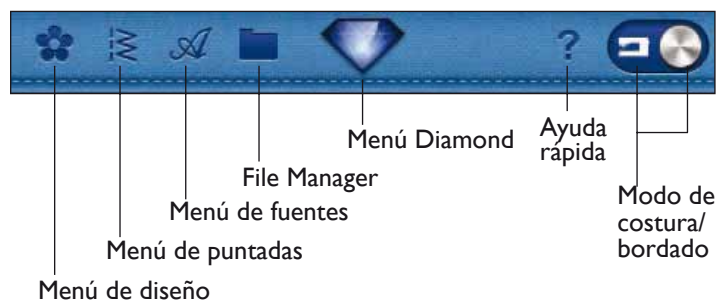 ?
Menú Diamond
Ayuda
rápida
File Manager
Modo de
costura/
bordado
Menú de fuentes
Menú de puntadas
Menú de diseño